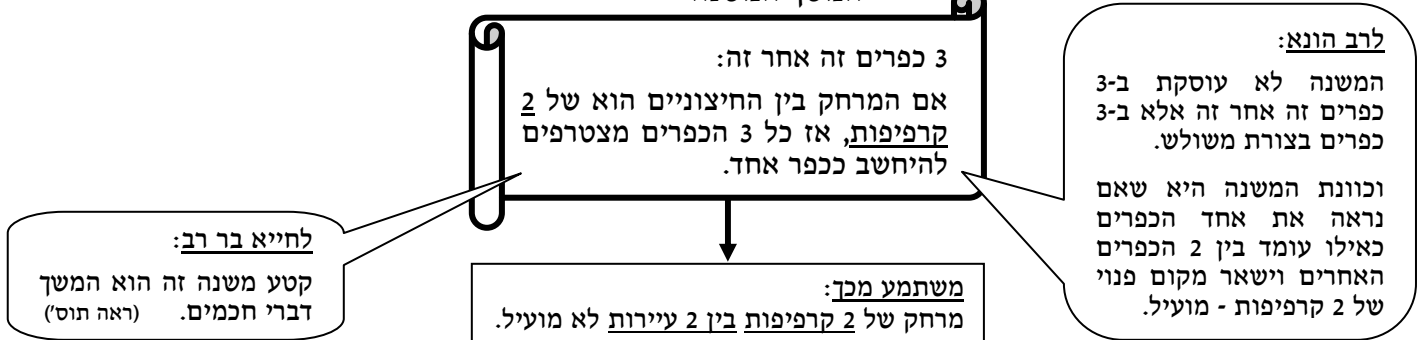 3 כפרים זה אחר זה:
אם המרחק בין החיצוניים הוא של 2
קרפיפות, אז כל 3 הכפרים מצטרפים
להיחשב ככפר אחד.
לרב הונא:
המשנה לא עוסקת ב-3
כפרים זה אחר זה אלא ב-3
כפרים בצורת משולש.
וכוונת המשנה היא שאם
נראה את אחד הכפרים
כאילו עומד בין 2 הכפרים
האחרים וישאר מקום פנוי
של 2 קרפיפות - מועיל.
לחייא בר רב:
קטע משנה זה הוא המשך
דברי חכמים. (ראה תוס')
משתמע מכך:
מרחק של 2 קרפיפות בין 2 עיירות לא מועיל.